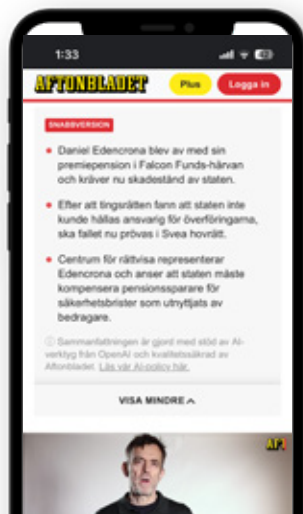 1:33
42
AFTONBLADET Plus Logga in
SNABBVERSION
Daniel Edencrona blev av med sin
premiepension i Falcon Funds-härvan
och kräver nu skadestånd av staten.
Efter att tingsrätten fann att staten inte
kunde hållas ansvarig för överföringarna,
ska fallet nu prövas i Svea hovrätt.
Centrum för rättvisa representerar
Edencrona och anser att staten måste
kompensera pensionssparare för
säkerhetsbrister som utnyttjats av
bedragare.
ⓘ Sammanfattningen är gjord med stöd av AI-
verktyg från OpenAI och kvalitetssäkrad av
Aftonbladet. Läs vår AI-policy här.
VISA MINDRE